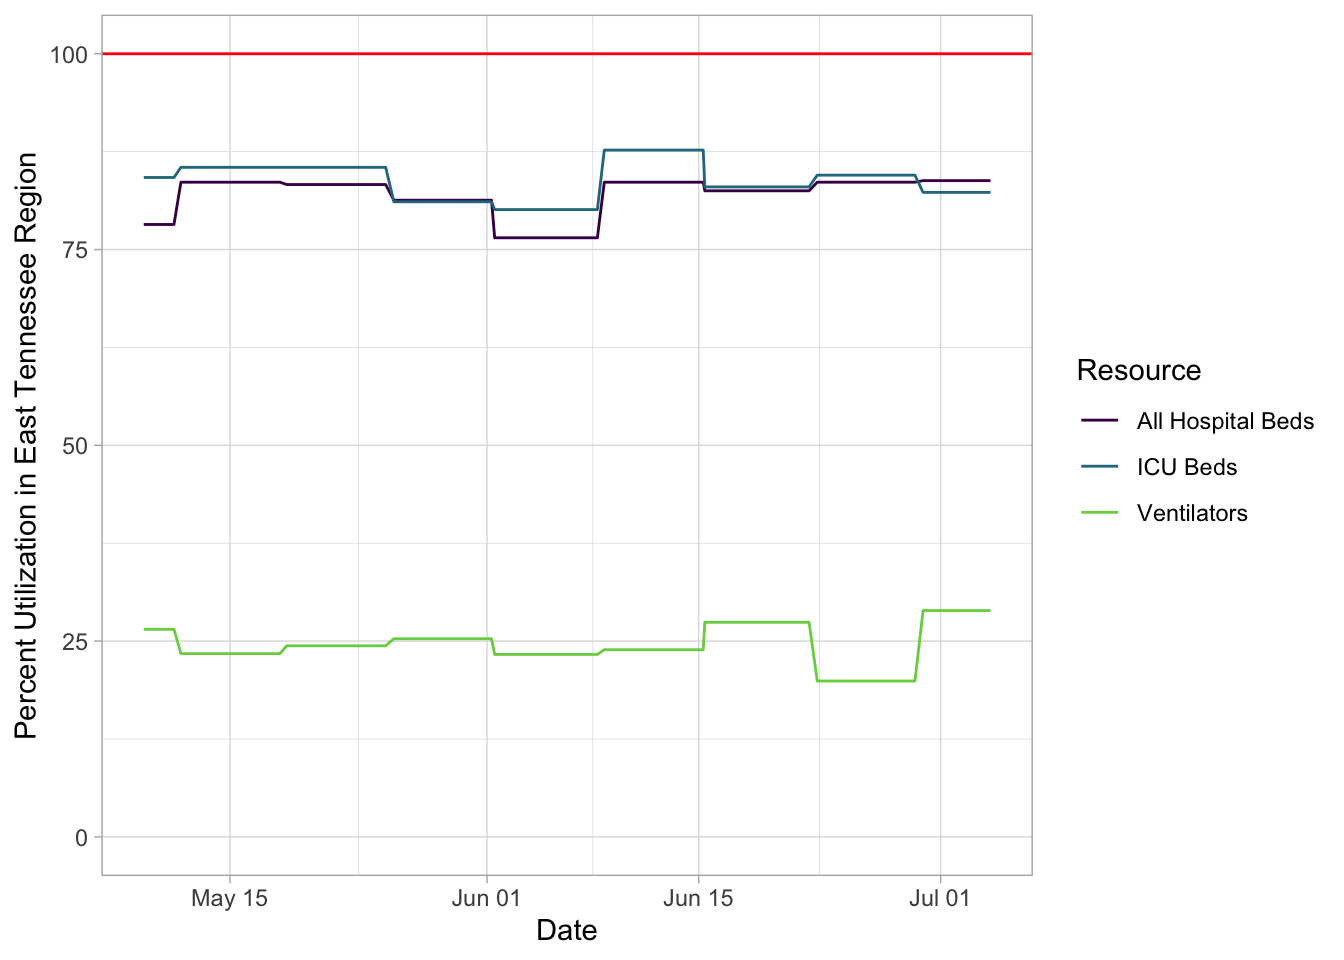 Percent Utilization in East Tennessee Region
100
75
50
25
0
May 15
Jun 01
Jun 15
Jul 01
Date
Resource
All Hospital Beds
ICU Beds
Ventilators